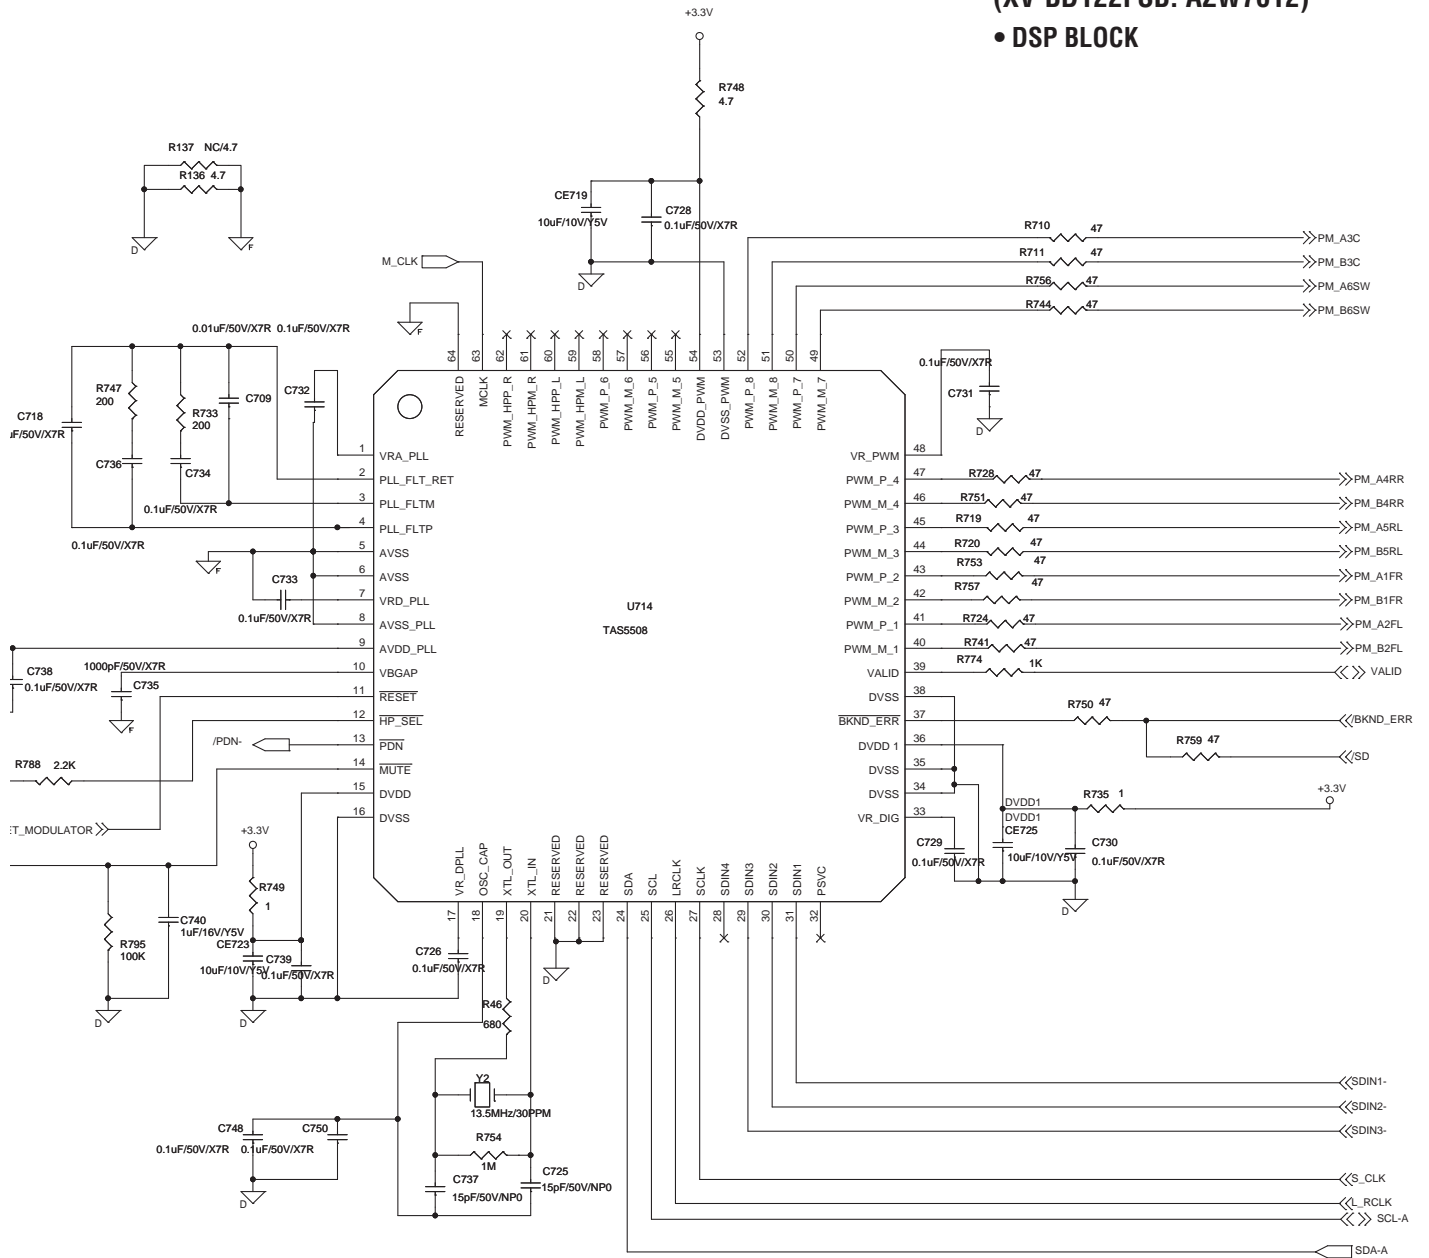 • DSP BLOCK
+3.3V
R748
4.7
R137 NC/4.7
R136 4.7
D
F
CE719
10uF/10V/Y5V
C728
0.1uF/50V/X7R
D
M_CLK
F
R710 47
PM_A3C
R711 47
PM_B3C
R756 47
PM_A6SW
R744 47
PM_B6SW
64 63 62 61 60 59 58 57 56 55 54 53 52 51 50 49
RESERVED
MCLK
PWM_HPP_R
PWM_HPM_R
PWM_HPP_L
PWM_HPM_L
PWM_P_6
PWM_M_6
PWM_P_5
PWM_M_5
DVDD_PWM
DVSS_PWM
PWM_P_8
PWM_M_8
PWM_P_7
PWM_M_7
0.01uF/50V/X7R 0.1uF/50V/X7R
C718
R747
200
R733
200
C709
C732
C736
C734
0.1uF/50V/X7R
0.1uF/50V/X7R
F
C733
0.1uF/50V/X7R
0.1uF/50V/X7R
C731
D
1 VRA_PLL
2 PLL_FLT_RET
3 PLL_FLTM
4 PLL_FLTP
5 AVSS
6 AVSS
7 VRD_PLL
8 AVSS_PLL
9 AVDD_PLL
10 VBGAP
11 RESET
12 HP_SEL
13 PDN
14 MUTE
15 DVDD
16 DVSS
U714
TAS5508
VR_PWM 48
PWM_P_4 47
PWM_M_4 46
PWM_P_3 45
PWM_M_3 44
PWM_P_2 43
PWM_M_2 42
PWM_P_1 41
PWM_M_1 40
VALID 39
DVSS 38
BKND_ERR 37
DVDD 1 36
DVSS 35
DVSS 34
VR_DIG 33
R728 47
PM_A4RR
R751 47
PM_B4RR
R719 47
PM_A5RL
R720 47
PM_B5RL
R753 47
PM_A1FR
R757 47
PM_B1FR
R724 47
PM_A2FL
R741 47
PM_B2FL
R774 1K
VALID
R750 47
/BKND_ERR
R759 47
/SD
+3.3V
R735 1
DVDD1
DVDD1
CE725
10uF/10V/Y5V
C729
0.1uF/50V/X7R
C730
0.1uF/50V/X7R
D
C738
0.1uF/50V/X7R
1000pF/50V/X7R
C735
F
/PDN-
R788 2.2K
+3.3V
R749
1
R795
100K
C740
1uF/16V/Y5V
CE723
10uF/10V/Y5V
C739
0.1uF/50V/X7R
D
D
VR_DPLL
OSC_CAP
XTL_OUT
XTL_IN
RESERVED
RESERVED
RESERVED
SDA
SCL
LRCLK
SCLK
SDIN4
SDIN3
SDIN2
SDIN1
PSVC
17 18 19 20 21 22 23 24 25 26 27 28 29 30 31 32
C726
0.1uF/50V/X7R
D
R46
680
Y2
13.5MHz/30PPM
R754
1M
C737
15pF/50V/NP0
C725
15pF/50V/NP0
C748
0.1uF/50V/X7R
C750
0.1uF/50V/X7R
D
SDIN1-
SDIN2-
SDIN3-
S_CLK
L_RCLK
SCL-A
SDA-A